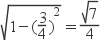 √(1−(3/4)²) = √7/4